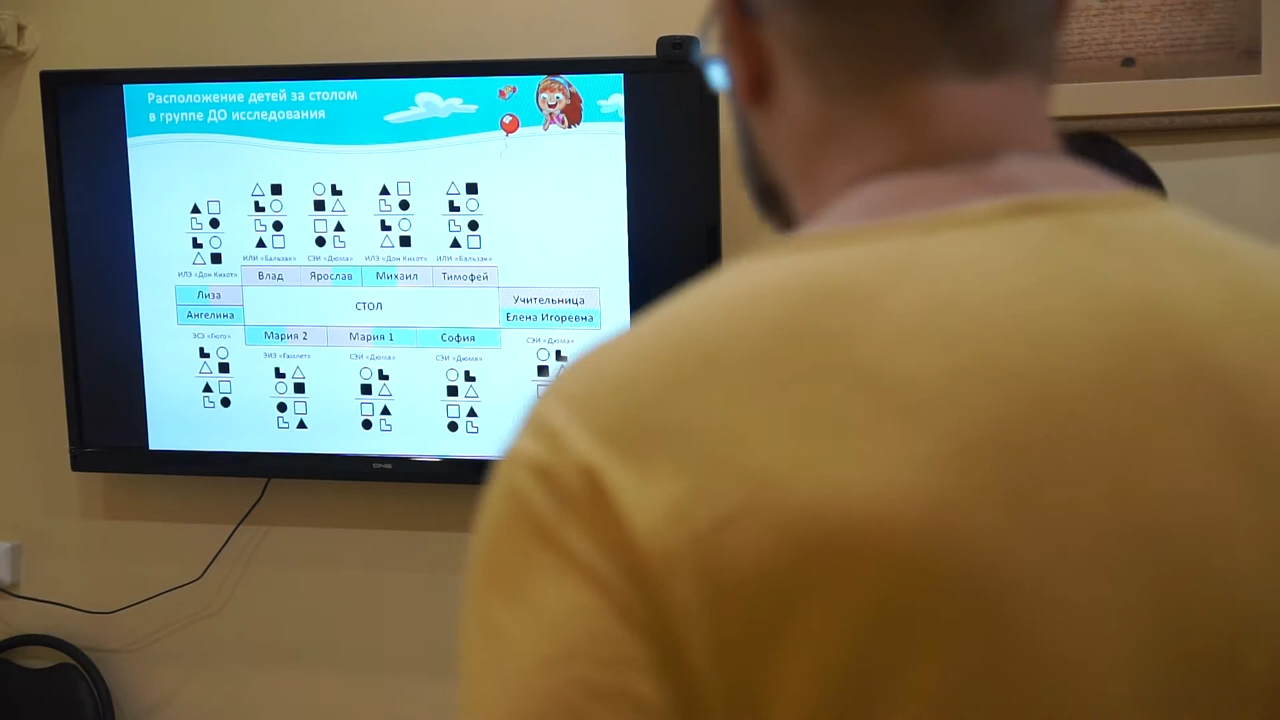 Расположение детей за столом
в группе ДО исследования
ИЛИ «Бальзак» СЭИ «Дюма» ИЛЭ «Дон Кихот» ИЛИ «Бальзак»
ИЛЭ «Дон Кихот»
Влад Ярослав Михаил Тимофей
Лиза
Ангелина
СТОЛ
Учительница
Елена Игоревна
Мария 2 Мария 1 София
ЭСЭ «Гюго» ЭИЭ «Гамлет» СЭИ «Дюма» СЭИ «Дюма» СЭИ «Дюма»
DNS